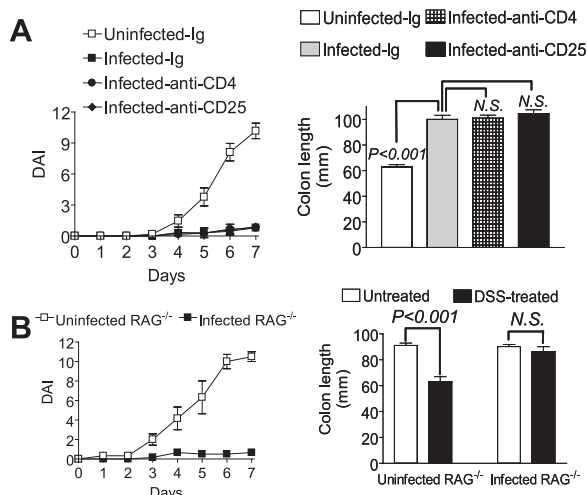 A
Uninfected-Ig
Infected-Ig
Infected-anti-CD4
Infected-anti-CD25
DAI
12
9
6
3
0
0 1 2 3 4 5 6 7
Days
Uninfected-Ig Infected-anti-CD4
Infected-Ig Infected-anti-CD25
Colon length
(mm)
100
80
60
40
20
0
P<0.001
N.S.
N.S.
B
Uninfected RAG-/- Infected RAG-/-
DAI
12
10
8
6
4
2
0
0 1 2 3 4 5 6 7
Days
Untreated DSS-treated
Colon length
(mm)
100
80
60
40
20
0
P<0.001
N.S.
Uninfected RAG-/- Infected RAG-/-